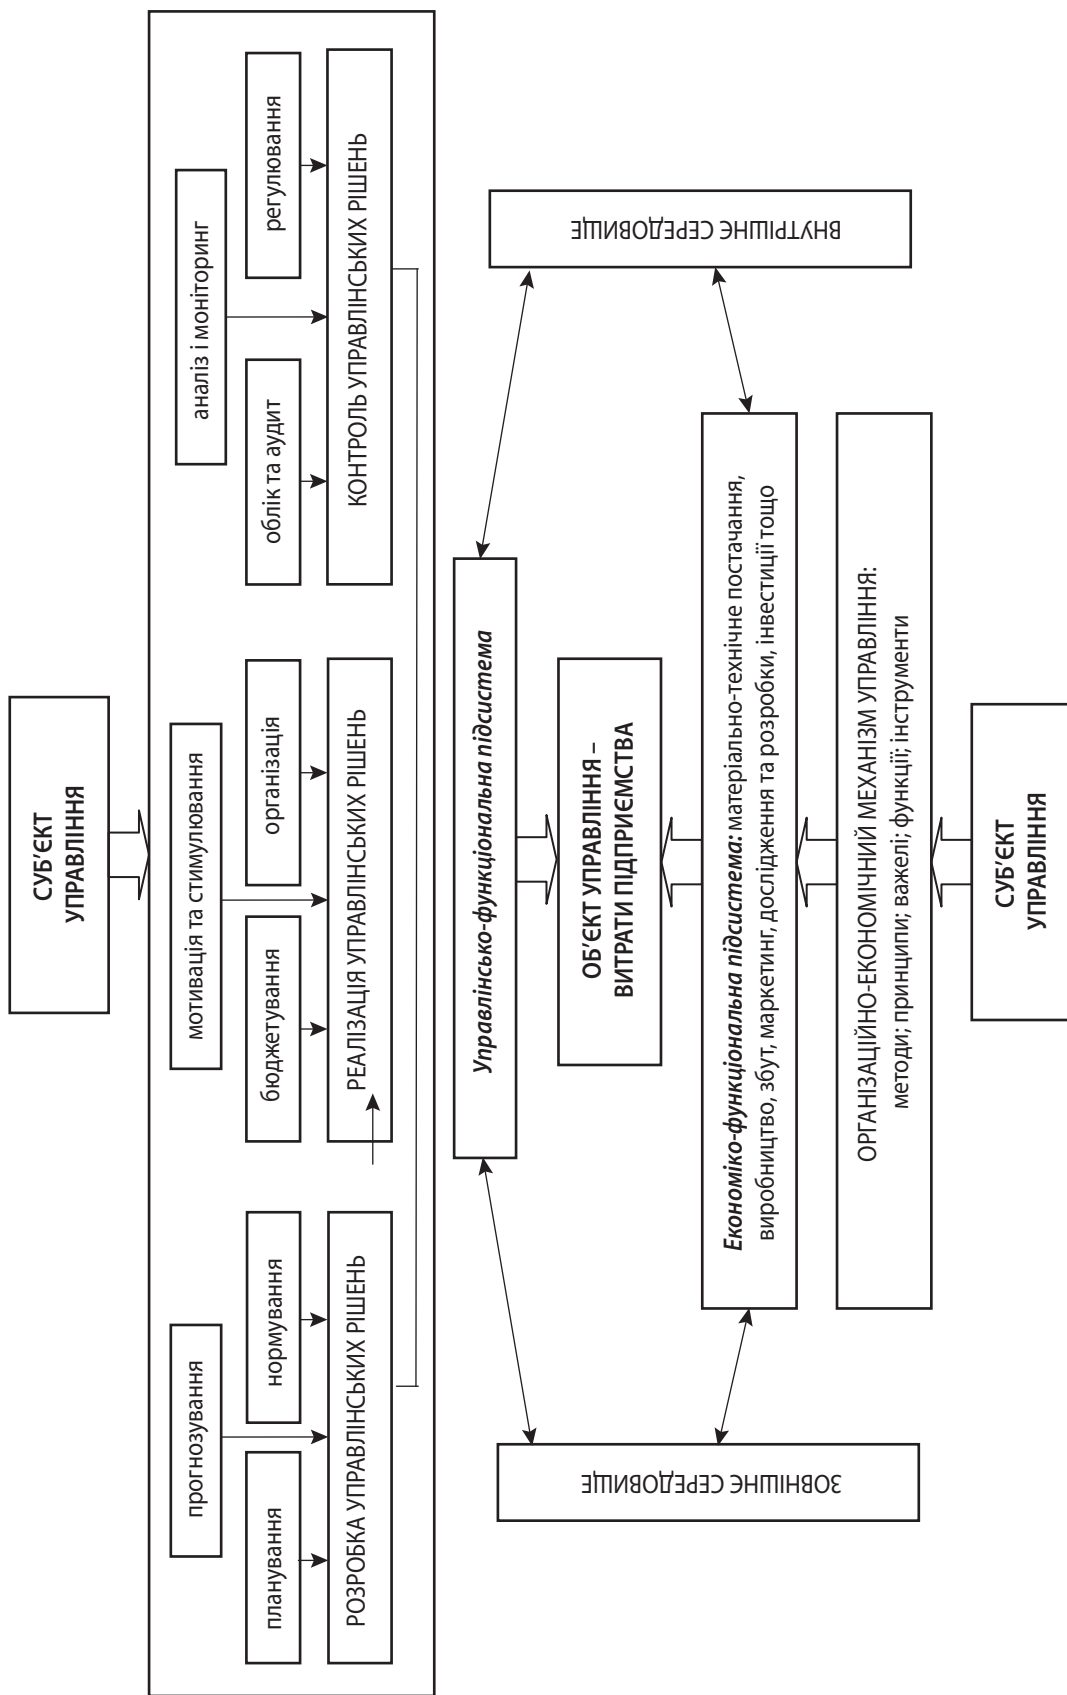 СУБ’ЄКТ
УПРАВЛІННЯ
прогнозування
мотивація та стимулювання
аналіз і моніторинг
планування
нормування
бюджетування
організація
облік та аудит
регулювання
РОЗРОБКА УПРАВЛІНСЬКИХ РІШЕНЬ
РЕАЛІЗАЦІЯ УПРАВЛІНСЬКИХ РІШЕНЬ
КОНТРОЛЬ УПРАВЛІНСЬКИХ РІШЕНЬ
Управлінсько-функціональна підсистема
ЗОВНІШНЄ СЕРЕДОВИЩЕ
ОБ’ЄКТ УПРАВЛІННЯ –
ВИТРАТИ ПІДПРИЄМСТВА
ВНУТРІШНЄ СЕРЕДОВИЩЕ
Економіко-функціональна підсистема: матеріально-технічне постачання,
виробництво, збут, маркетинг, дослідження та розробки, інвестиції тощо
ОРГАНІЗАЦІЙНО-ЕКОНОМІЧНИЙ МЕХАНІЗМ УПРАВЛІННЯ:
методи; принципи; важелі; функції; інструменти
СУБ’ЄКТ
УПРАВЛІННЯ